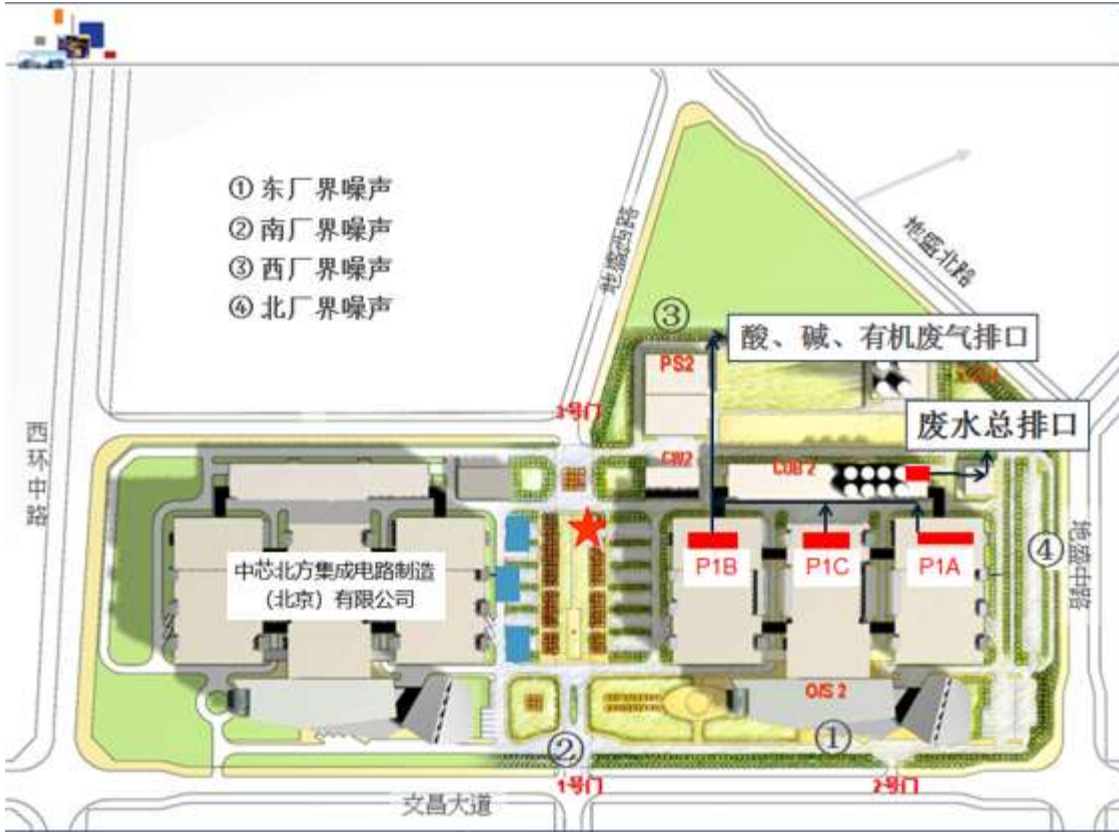 ① 东厂界噪声
② 南厂界噪声
③ 西厂界噪声
④ 北厂界噪声
地盛西路
地盛北路
③
酸、碱、有机废气排口
PS2
3号门
废水总排口
西环中路
CW2
CUB 2
④
地盛中路
中芯北方集成电路制造
（北京）有限公司
P1B
P1C
P1A
O/S 2
①
②
1号门
2号门
文昌大道